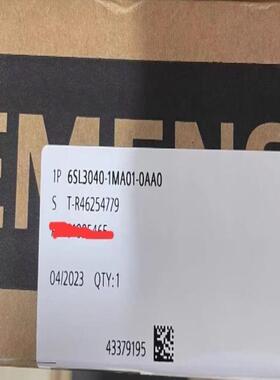 EMENS
1P 6SL3040-1MA01-0AA0
S T-R46254779
04/2023 QTY:1
43379195